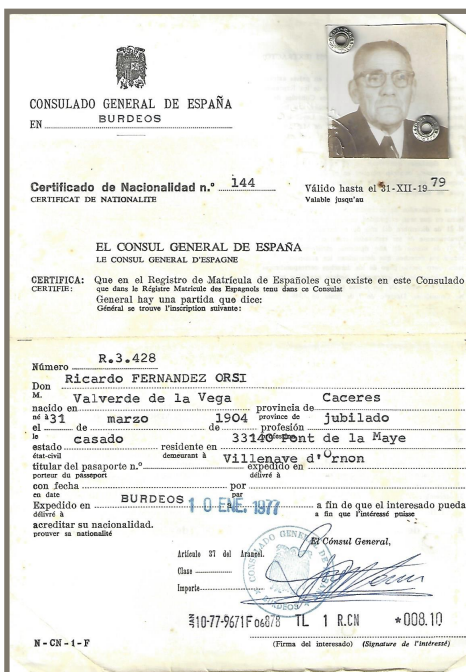 CONSULADO GENERAL DE ESPAÑA
EN BURDEOS
Certificado de Nacionalidad n.º 144
CERTIFICAT DE NATIONALITE
Válido hasta el 31-XII-19 79
Valable jusqu'au
EL CONSUL GENERAL DE ESPAÑA
LE CONSUL GENERAL D'ESPAGNE
CERTIFICA: Que en el Registro de Matrícula de Españoles que existe en este Consulado
CERTIFIE: que dans le Régistre Matricule des Espagnols tenu dans ce Consulat
General hay una partida que dice:
Général se trouve l'inscription suivante:
Número R.3.428
Don Ricardo FERNANDEZ ORSI
M.
nacido en Valverde de la Vega provincia de Caceres
né à province de
el 31 de marzo de 1904 profesión jubilado
le profession
estado casado residente en 33140 Pont de la Maye
état-civil demeurant à Villenave d'Ornon
titular del pasaporte n.º expedido en
porteur du passeport délivré à
con fecha por
en date par
Expedido en BURDEOS 10 ENE. 1977 a fin de que el interesado pueda
délivré à a fin que l'intéressé puisse
acreditar su nacionalidad.
prouver sa nationalité
El Cónsul General,
Artículo 37 del Arancel.
Clase
Importe
CONSULADO GENERAL DE
BURDEOS
10-77-9671F06878 TL 1 R.CN *008.10
N-CN-1-F
(Firma del interesado) (Signature de l'intéressé)